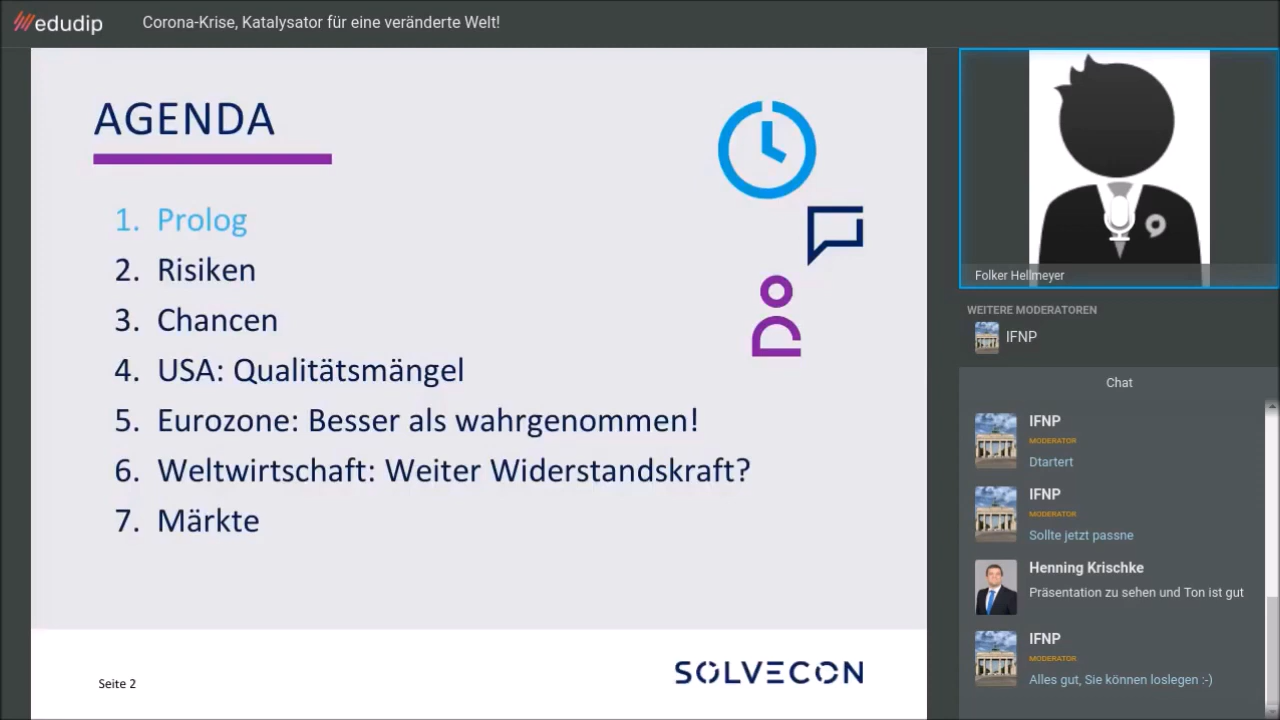 edudip
Corona-Krise, Katalysator für eine veränderte Welt!
AGENDA
1. Prolog
2. Risiken
3. Chancen
4. USA: Qualitätsmängel
5. Eurozone: Besser als wahrgenommen!
6. Weltwirtschaft: Weiter Widerstandskraft?
7. Märkte
Seite 2
SOLVECON
Folker Hellmeyer
WEITERE MODERATOREN
IFNP
Chat
IFNP
MODERATOR
Dtartert
IFNP
MODERATOR
Sollte jetzt passne
Henning Krischke
Präsentation zu sehen und Ton ist gut
IFNP
MODERATOR
Alles gut, Sie können loslegen :-)